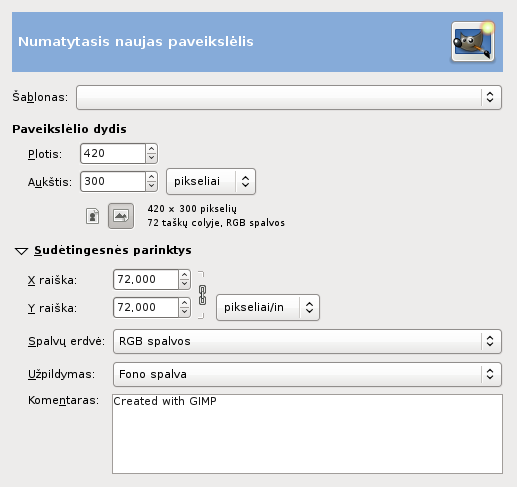 Numatytasis naujas paveikslėlis
Šablonas:
Paveikslėlio dydis
Plotis: 420
Aukštis: 300 pikseliai
420 × 300 pikselių
72 taškų colyje, RGB spalvos
Sudėtingesnės parinktys
X raiška: 72,000
Y raiška: 72,000 pikseliai/in
Spalvų erdvė: RGB spalvos
Užpildymas: Fono spalva
Komentaras: Created with GIMP